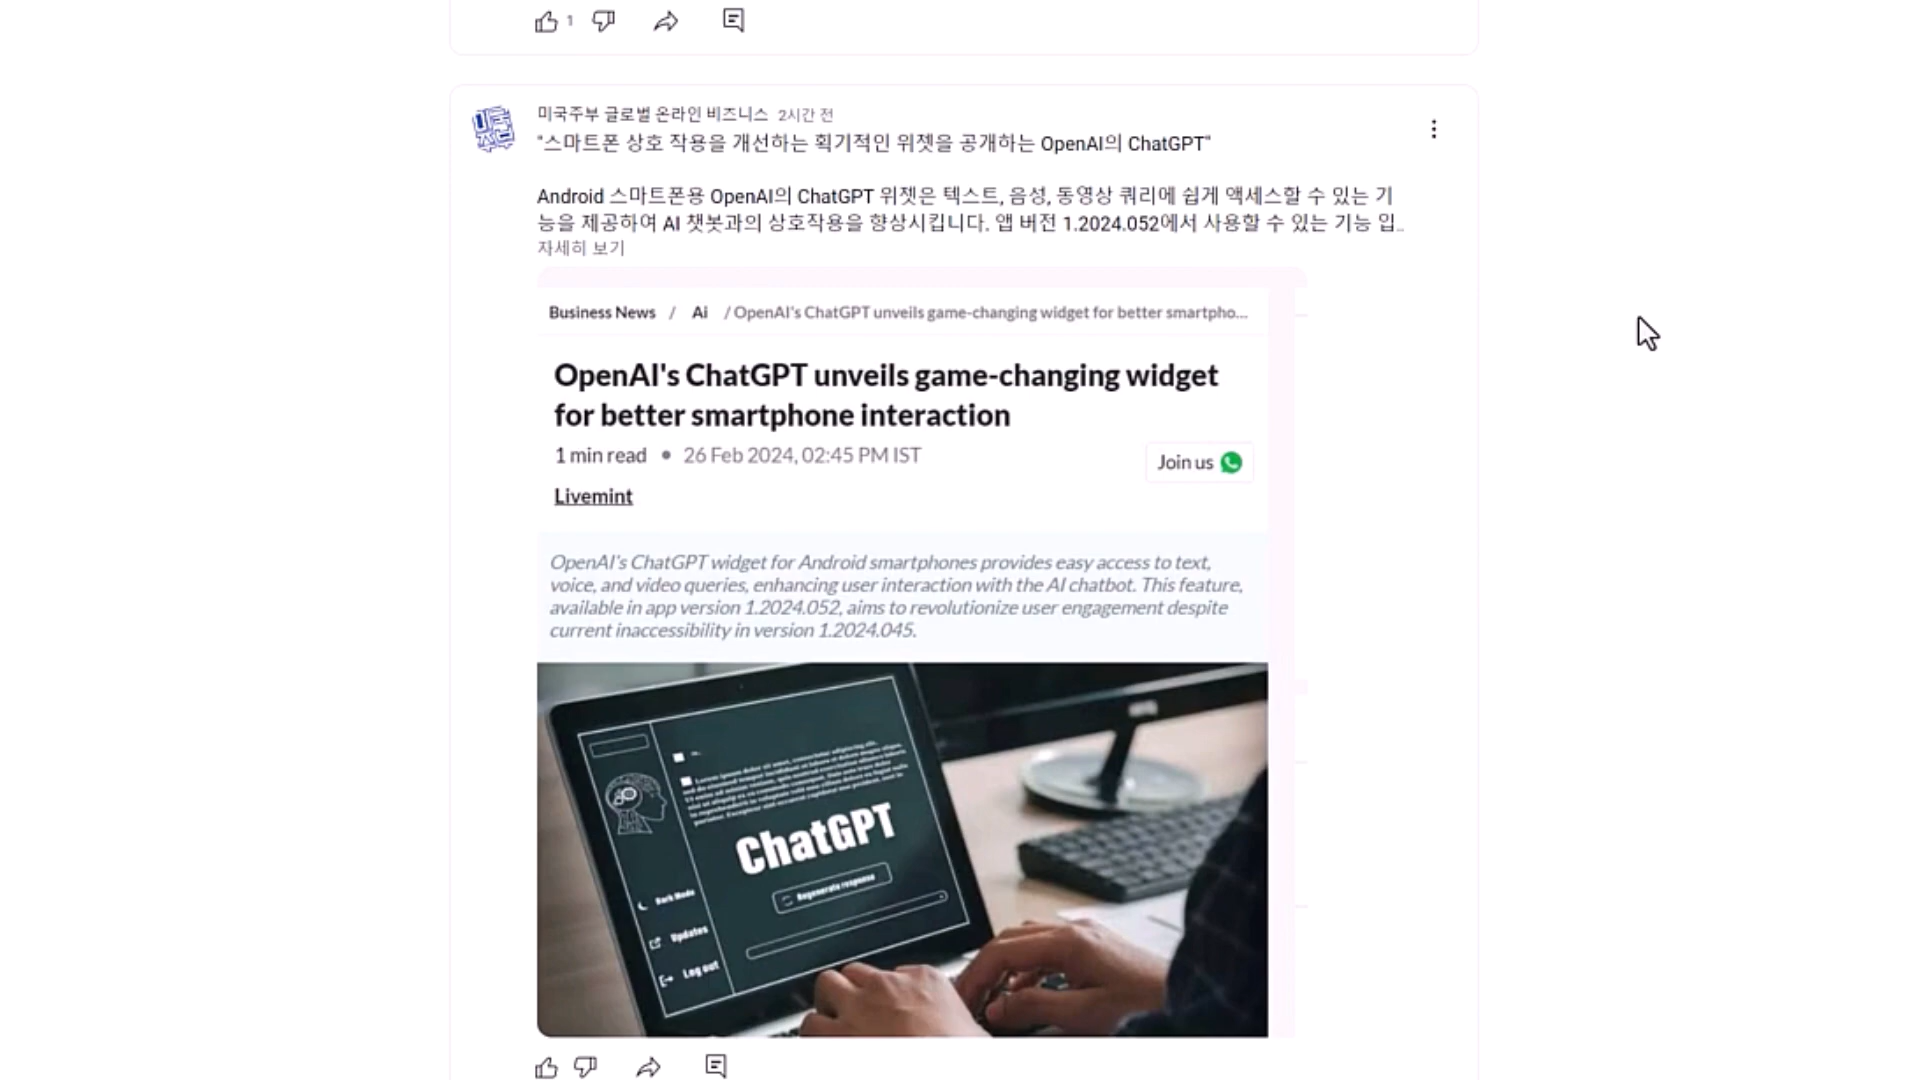 1
미국주부 글로벌 온라인 비즈니스 2시간 전
"스마트폰 상호 작용을 개선하는 획기적인 위젯을 공개하는 OpenAI의 ChatGPT"
Android 스마트폰용 OpenAI의 ChatGPT 위젯은 텍스트, 음성, 동영상 쿼리에 쉽게 액세스할 수 있는 기
능을 제공하여 AI 챗봇과의 상호작용을 향상시킵니다. 앱 버전 1.2024.052에서 사용할 수 있는 기능 입...
자세히 보기
Business News / Ai / OpenAI's ChatGPT unveils game-changing widget for better smartpho...
OpenAI's ChatGPT unveils game-changing widget
for better smartphone interaction
1 min read • 26 Feb 2024, 02:45 PM IST
Join us
Livemint
OpenAI's ChatGPT widget for Android smartphones provides easy access to text,
voice, and video queries, enhancing user interaction with the AI chatbot. This feature,
available in app version 1.2024.052, aims to revolutionize user engagement despite
current inaccessibility in version 1.2024.045.
ChatGPT
Regenerate response
Dark Mode
Updates
Log out